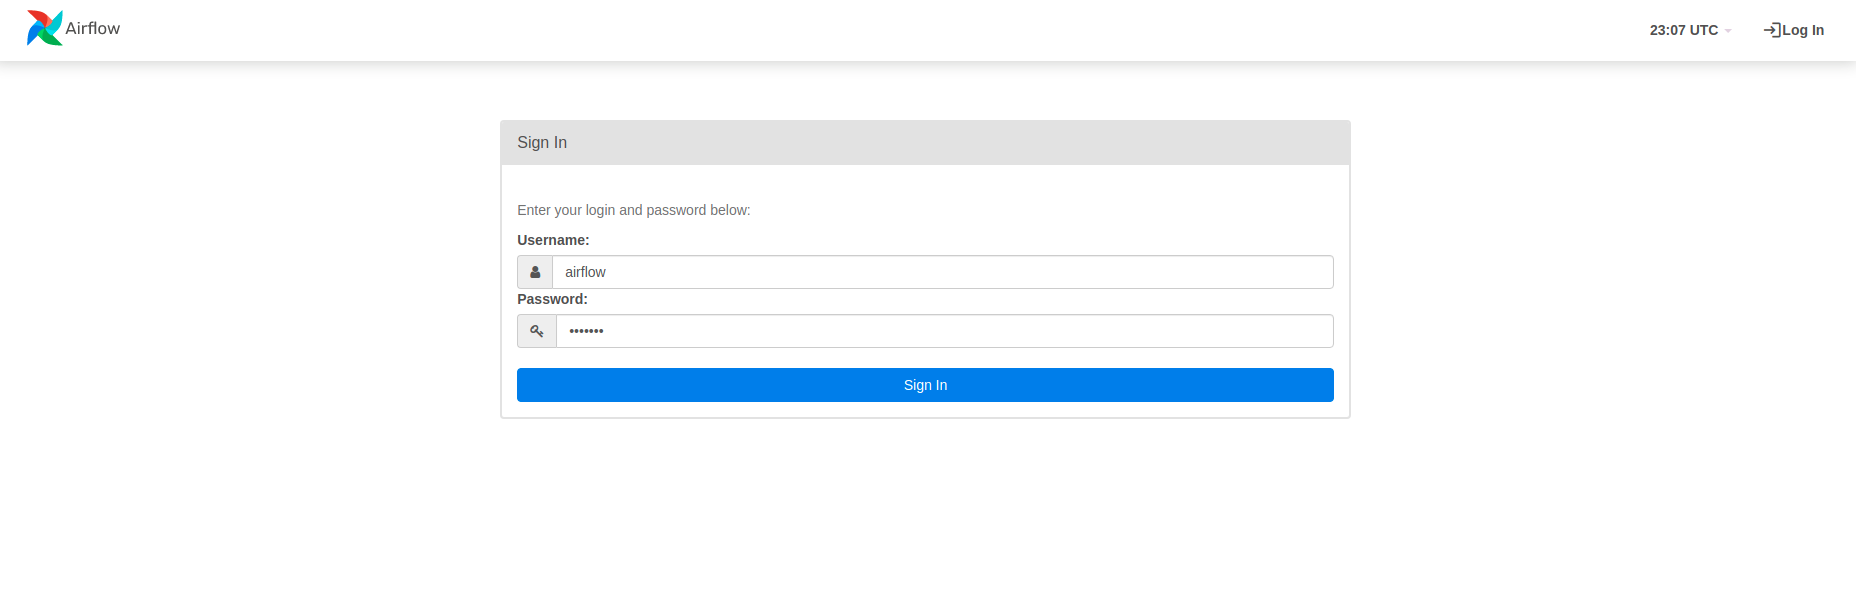 Airflow
23:07 UTC
Log In
Sign In
Enter your login and password below:
Username:
airflow
Password:
•••••••
Sign In